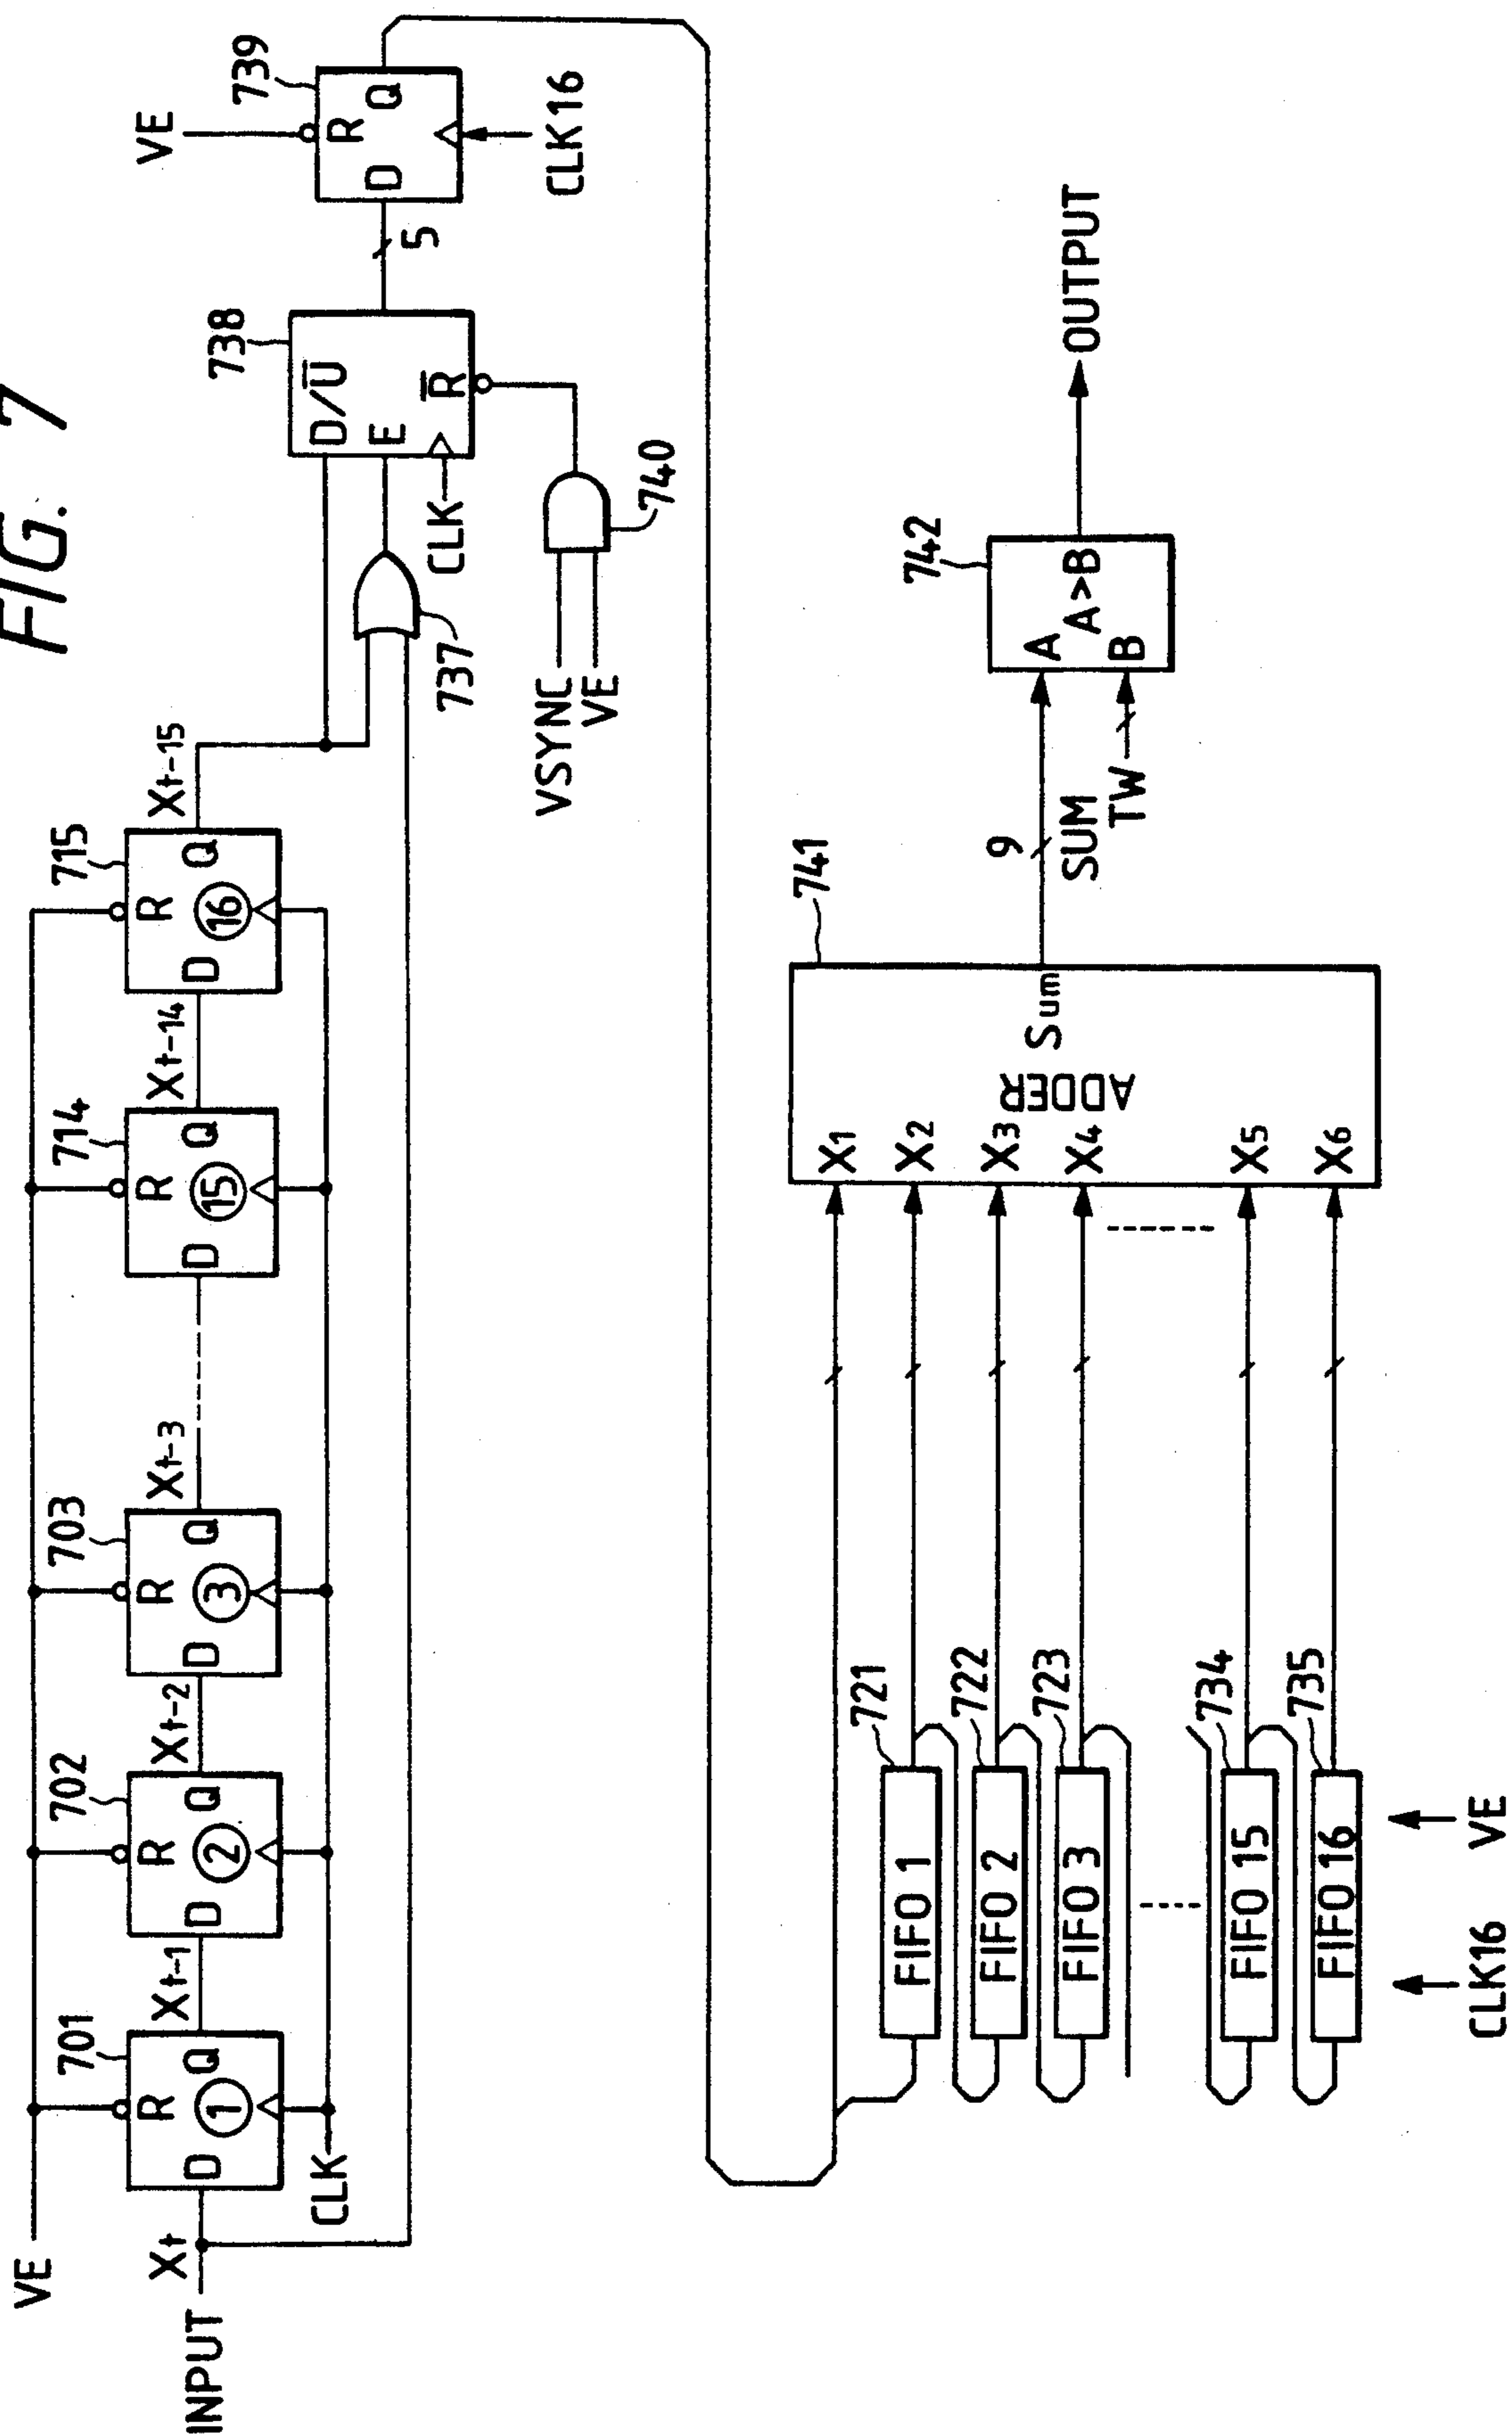 FIG. 7
VE
701
702
703
714
715
R
R
R
R
R
INPUT
Xt
D
1
Q
Xt-1
D
2
Q
Xt-2
D
3
Q
Xt-3
D
15
Q
Xt-14
D
16
Q
Xt-15
CLK
737
738
D/U̅
E
R̅
CLK
VSYNC
VE
740
5
739
VE
R
D
Q
CLK16
721
FIFO 1
722
FIFO 2
723
FIFO 3
734
FIFO 15
735
FIFO 16
CLK16
VE
741
X1
X2
X3
X4
X5
X6
ADDER
Sum
9
SUM
TW
742
A
A>B
B
OUTPUT